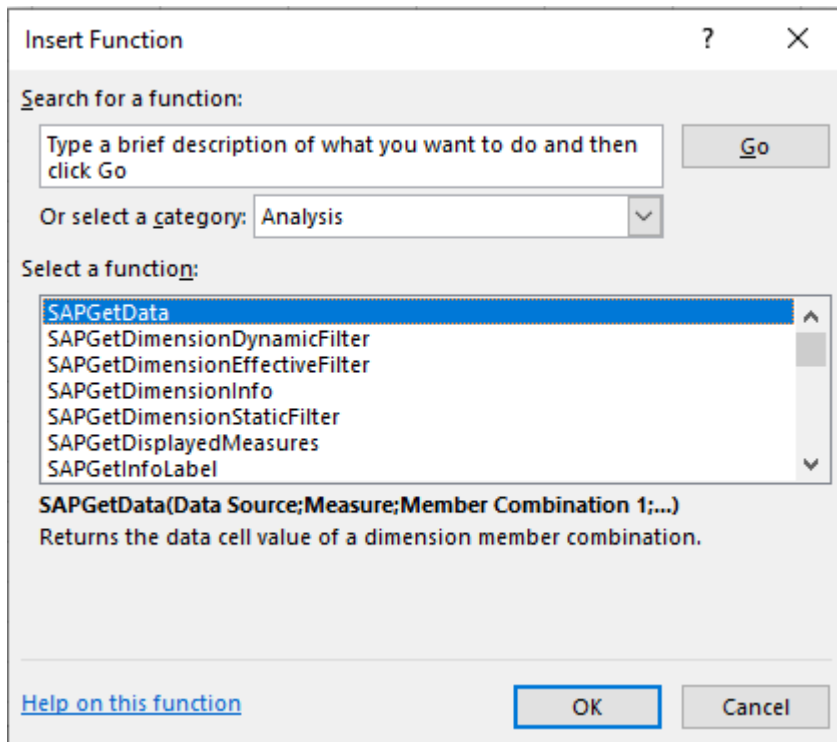 Insert Function ? ×
Search for a function:
Type a brief description of what you want to do and then
click Go
Go
Or select a category: Analysis
Select a function:
SAPGetData
SAPGetDimensionDynamicFilter
SAPGetDimensionEffectiveFilter
SAPGetDimensionInfo
SAPGetDimensionStaticFilter
SAPGetDisplayedMeasures
SAPGetInfoLabel
SAPGetData(Data Source;Measure;Member Combination 1;...)
Returns the data cell value of a dimension member combination.
Help on this function
OK
Cancel